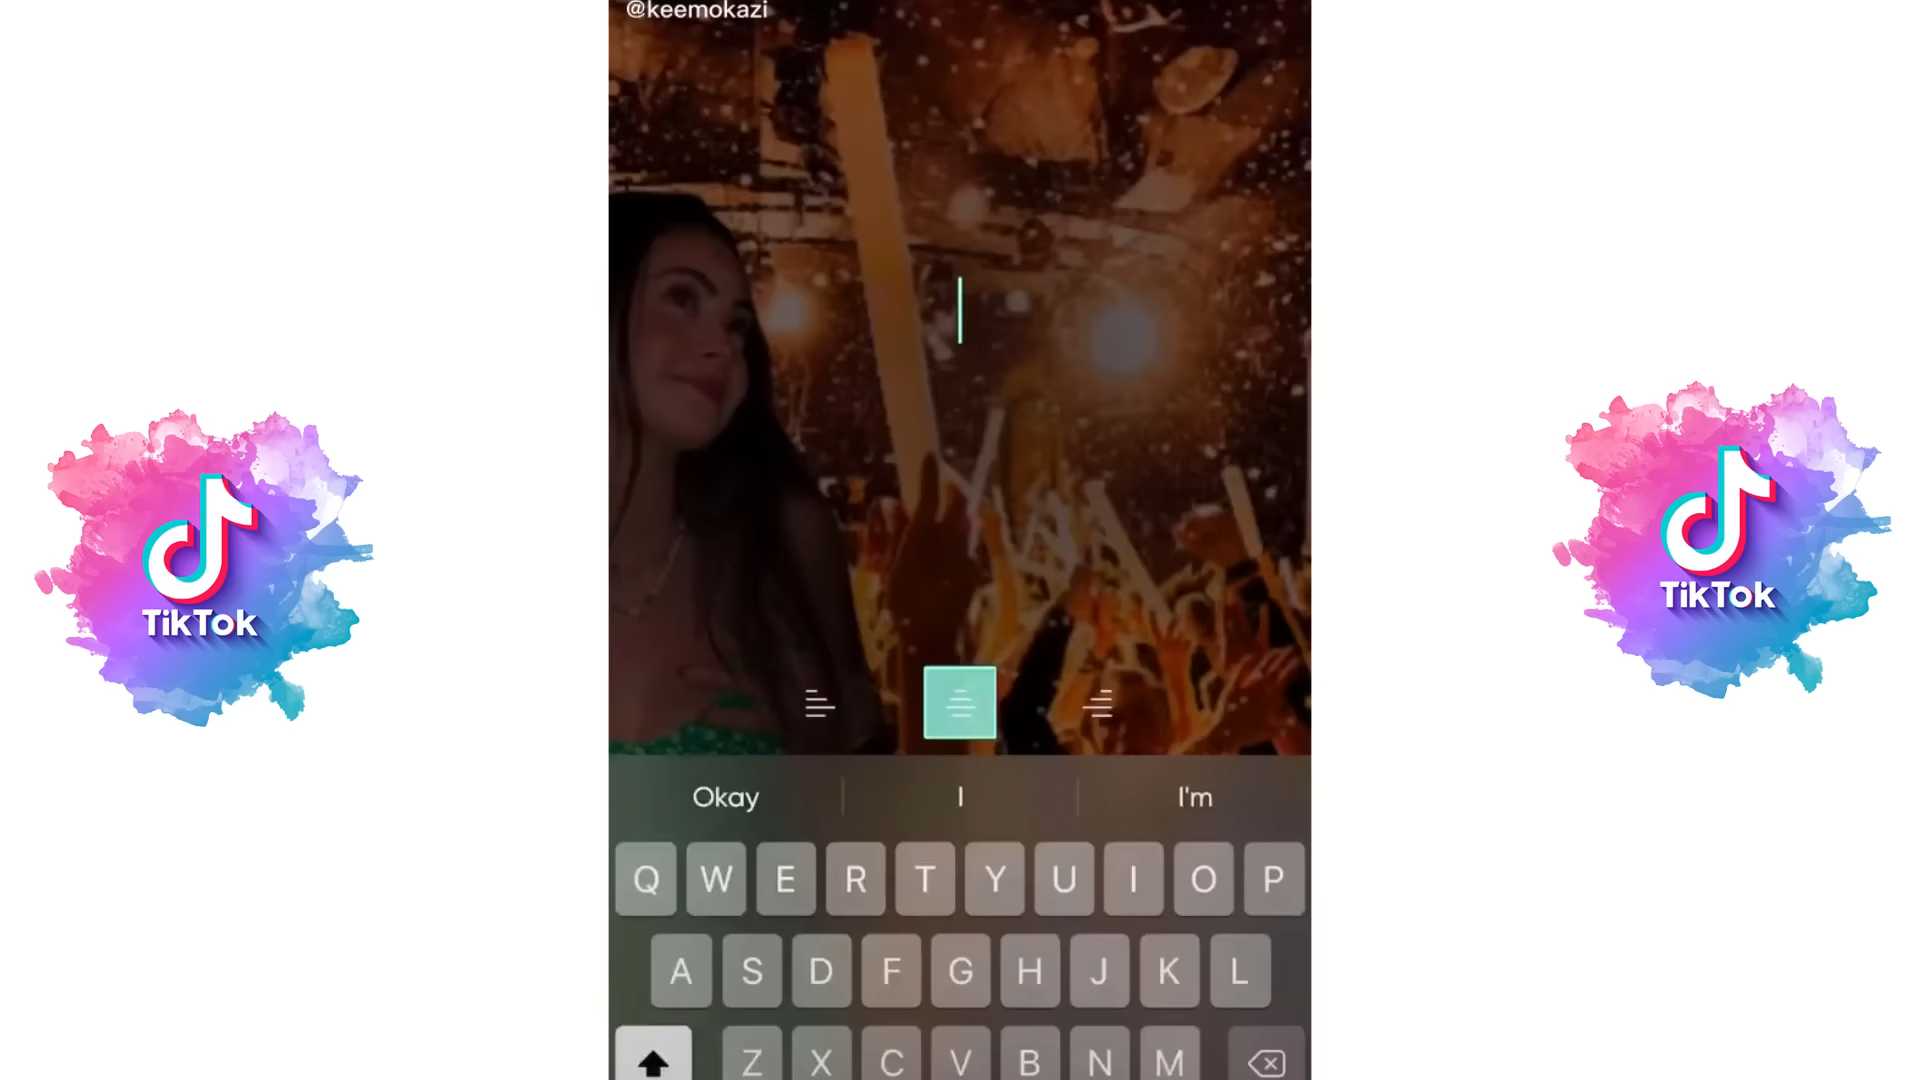 @keemokazi
TikTok
TikTok
Okay
I
I'm
Q W E R T Y U I O P
A S D F G H J K L
Z X C V B N M